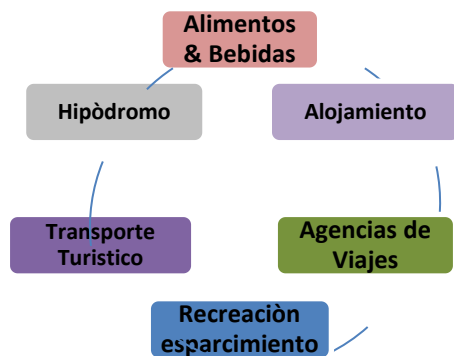 Alimentos
& Bebidas
Hipòdromo
Alojamiento
Transporte
Turistico
Agencias de
Viajes
Recreaciòn
esparcimiento